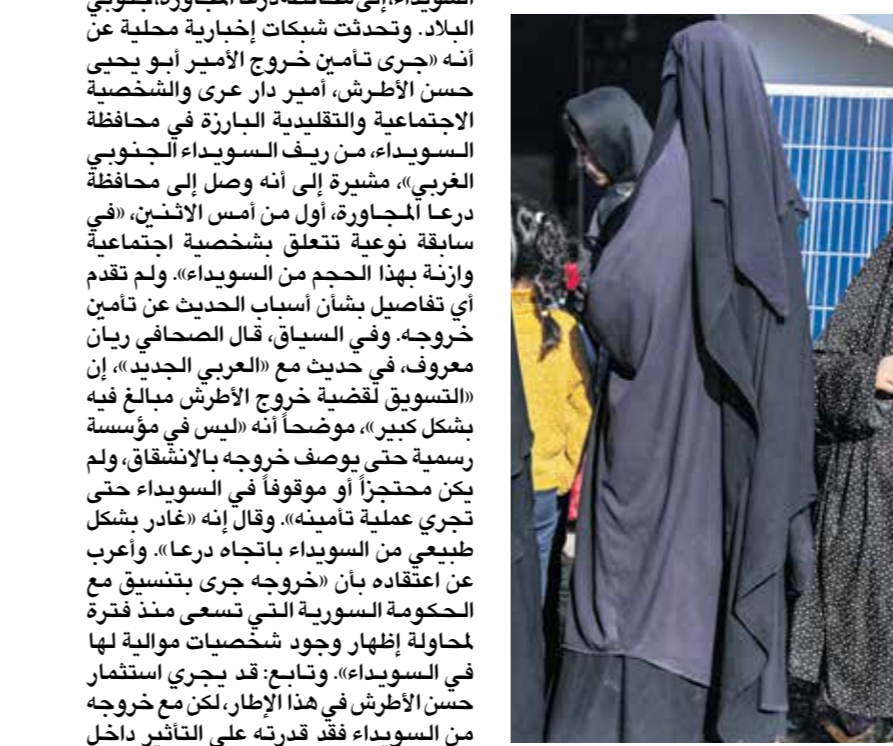 السويداء، إلى محافظة درعا المجاورة، جنوبي
البلاد. وتحدثت شبكات إخبارية محلية عن
أنه «جرى تأمين خروج الأمير أبو يحيى
حسن الأطرش، أمير دار عرى والشخصية
الاجتماعية والتقليدية البارزة في محافظة
السويداء، من ريف السويداء الجنوبي
الغربي»، مشيرة إلى أنه وصل إلى محافظة
درعا المجاورة، أول من أمس الاثنين، «في
سابقة نوعية تتعلق بشخصية اجتماعية
وازنة بهذا الحجم من السويداء». ولم تقدم
أي تفاصيل بشأن أسباب الحديث عن تأمين
خروجه. وفي السياق، قال الصحافي ريان
معروف، في حديث مع «العربي الجديد»، إن
«التسويق لقضية خروج الأطرش مبالغ فيه
بشكل كبير»، موضحاً أنه «ليس في مؤسسة
رسمية حتى يوصف خروجه بالانشقاق، ولم
يكن محتجزاً أو موقوفاً في السويداء حتى
تجري عملية تأمينه». وقال إنه «غادر بشكل
طبيعي من السويداء باتجاه درعا». وأعرب
عن اعتقاده بأن «خروجه جرى بتنسيق مع
الحكومة السورية التي تسعى منذ فترة
لمحاولة إظهار وجود شخصيات موالية لها
في السويداء». وتابع: قد يجري استثمار
حسن الأطرش في هذا الإطار، لكن مع خروجه
من السويداء فقد قدرته على التأثير داخل